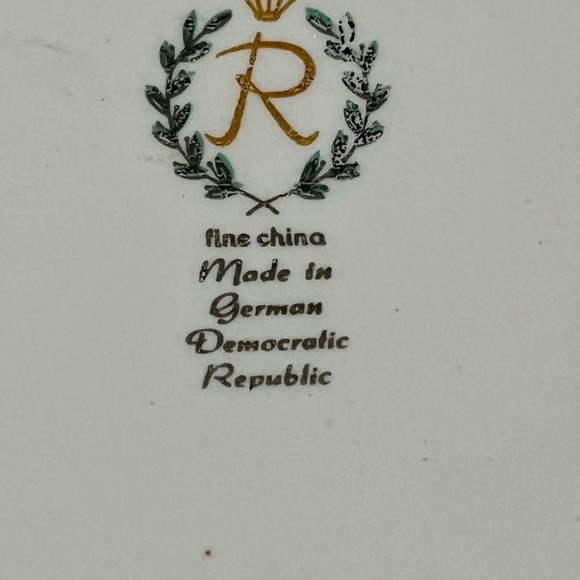 R
fine china
Made in
German
Democratic
Republic